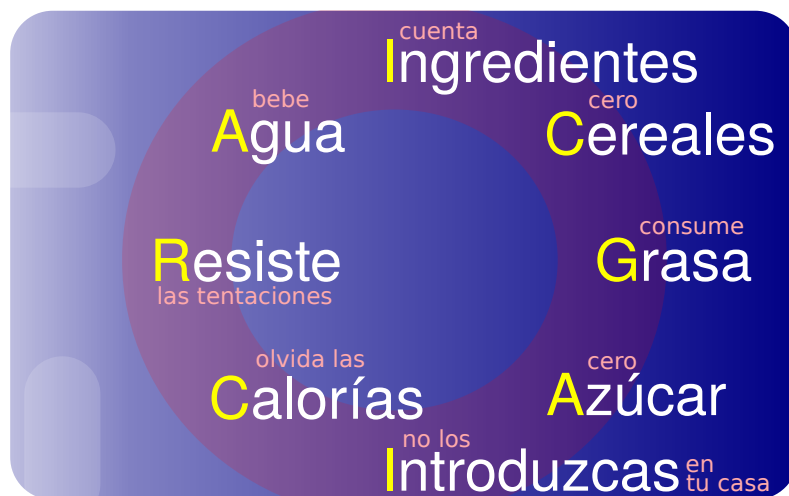 cuenta
Ingredientes
bebe
Agua
cero
Cereales
Resiste
las tentaciones
consume
Grasa
olvida las
Calorías
cero
Azúcar
no los
Introduzcas en
tu casa